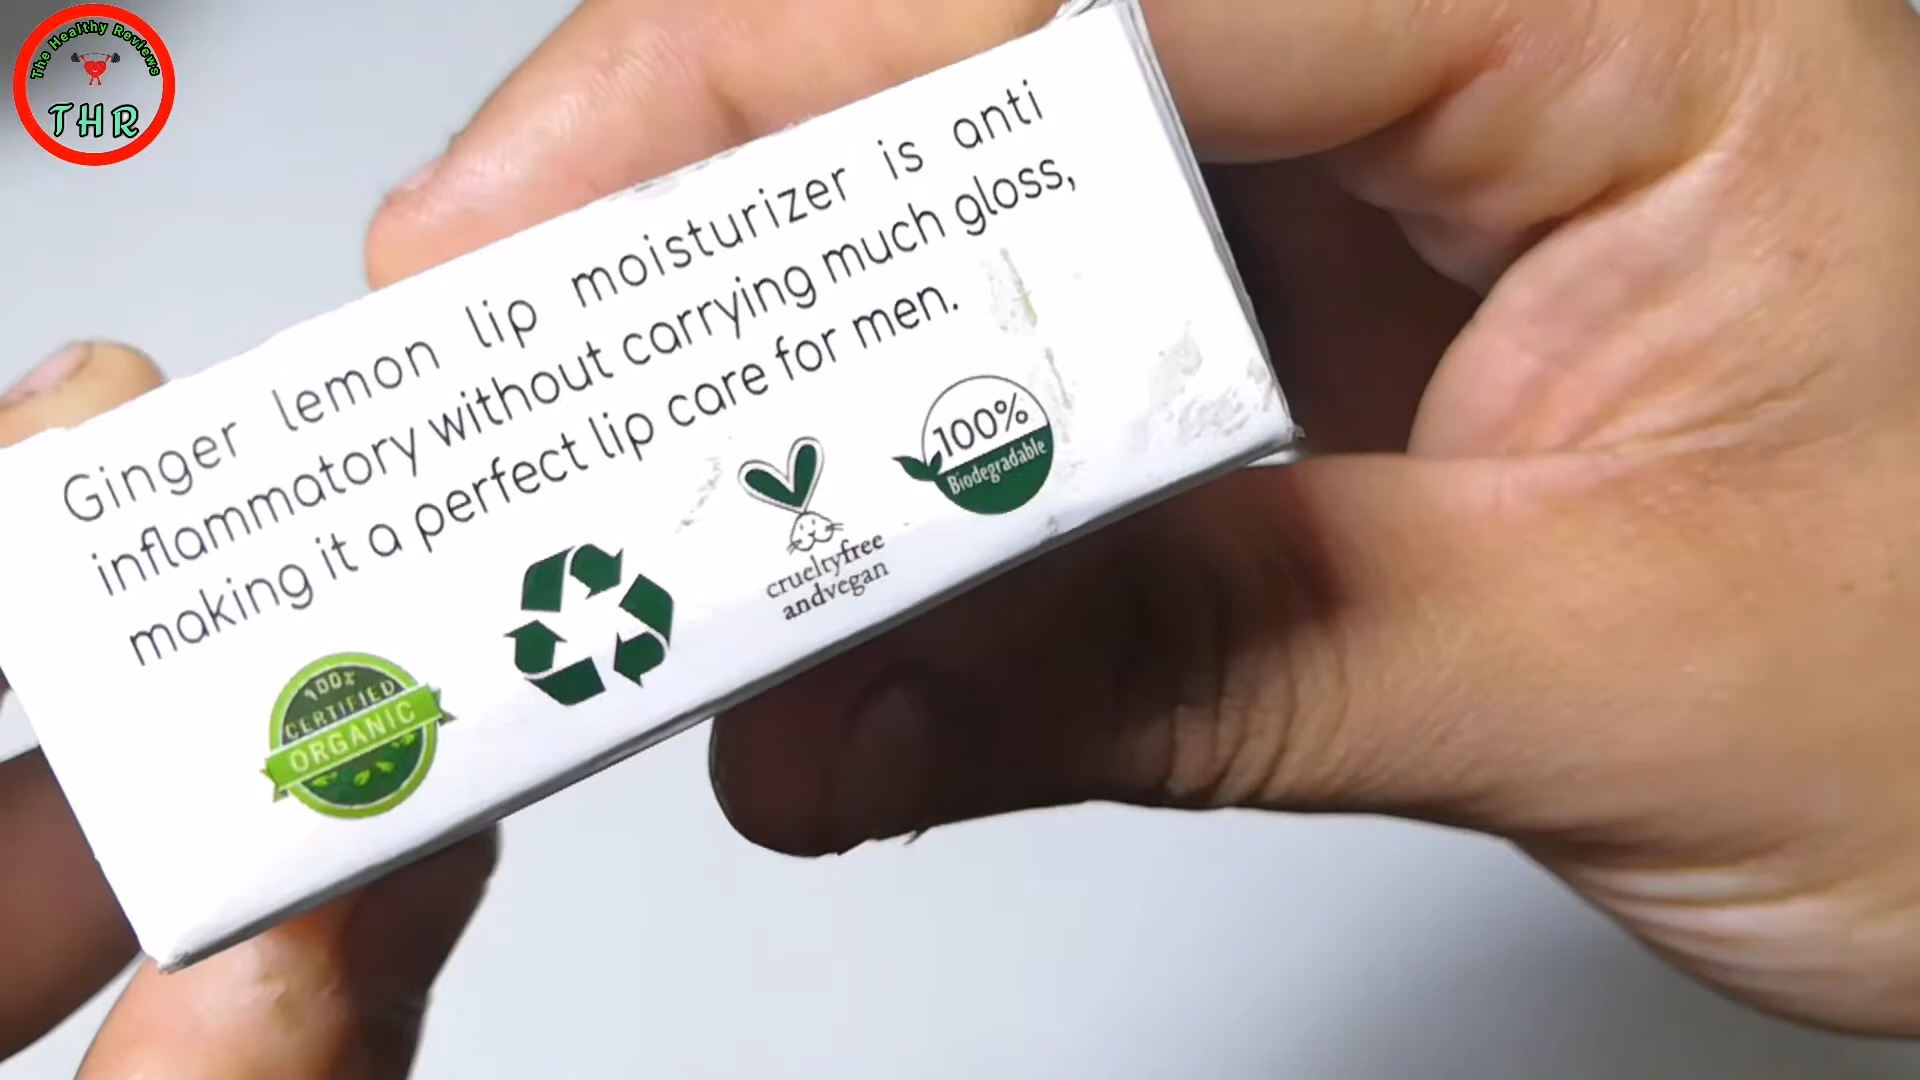 The Healthy Reviews
THR
Ginger lemon lip moisturizer is anti
inflammatory without carrying much gloss,
making it a perfect lip care for men.
100%
Biodegradable
crueltyfree
andvegan
100%
CERTIFIED
ORGANIC